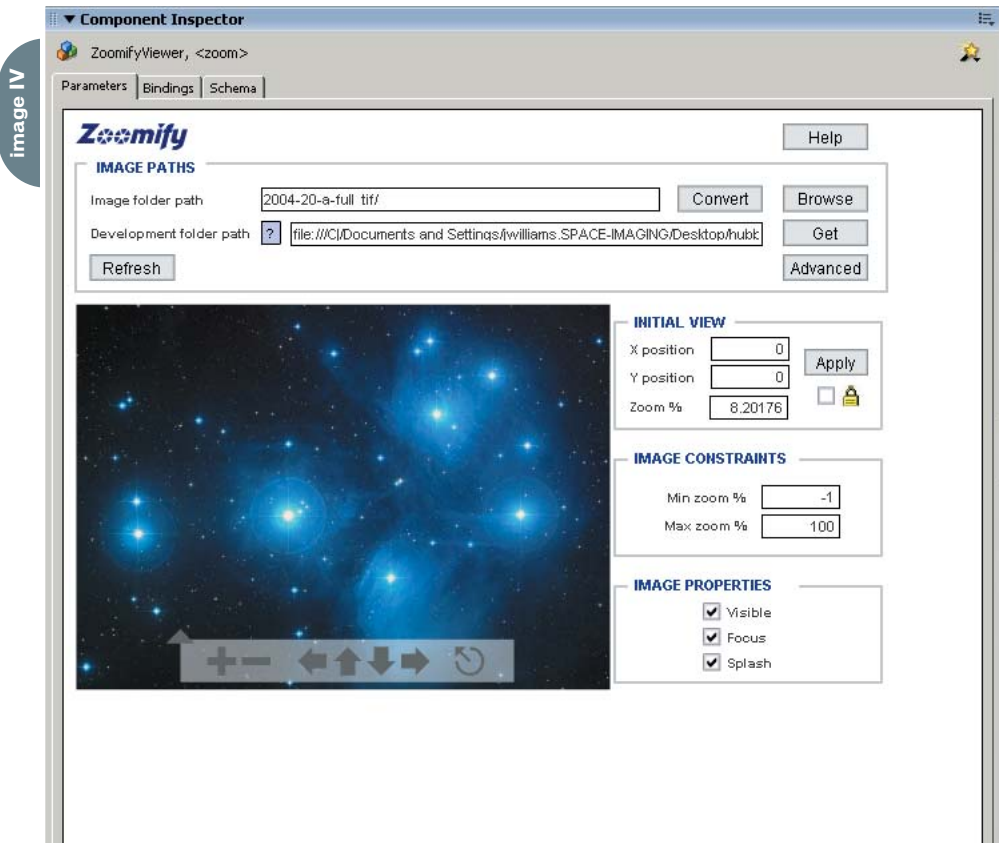 Component Inspector
image IV
ZoomifyViewer, <zoom>
Parameters
Bindings
Schema
Zoomify
Help
IMAGE PATHS
Image folder path
2004-20-a-full tif/
Convert
Browse
Development folder path
?
file:///C|/Documents and Settings/jwilliams.SPACE-IMAGING/Desktop/hubb
Get
Refresh
Advanced
INITIAL VIEW
X position
0
Y position
0
Apply
Zoom %
8.20176
IMAGE CONSTRAINTS
Min zoom %
-1
Max zoom %
100
IMAGE PROPERTIES
Visible
Focus
Splash